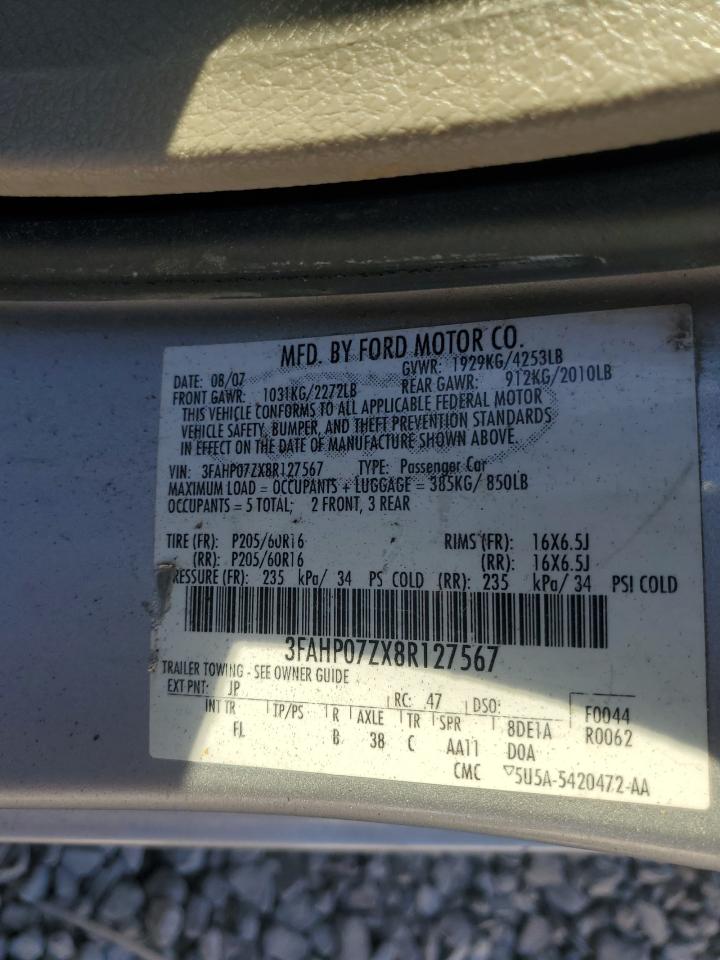 MFD. BY FORD MOTOR CO.
DATE: 08/07 GVWR: 1929KG/4253LB
FRONT GAWR: 1031KG/2272LB REAR GAWR: 912KG/2010LB
THIS VEHICLE CONFORMS TO ALL APPLICABLE FEDERAL MOTOR
VEHICLE SAFETY, BUMPER, AND THEFT PREVENTION STANDARDS
IN EFFECT ON THE DATE OF MANUFACTURE SHOWN ABOVE.
VIN: 3FAHP07ZX8R127567 TYPE: Passenger Car
MAXIMUM LOAD = OCCUPANTS + LUGGAGE = 385KG/ 850LB
OCCUPANTS = 5 TOTAL; 2 FRONT, 3 REAR
TIRE (FR): P205/60R16 RIMS (FR): 16X6.5J
(RR): P205/60R16 (RR): 16X6.5J
RESSURE (FR): 235 kPa/ 34 PS COLD (RR): 235 kPa/ 34 PSI COLD
3FAHP07ZX8R127567
TRAILER TOWING - SEE OWNER GUIDE
EXT PNT: JP RC: 47 DSO: F0044
INT TR TP/PS R AXLE TR SPR 8DE1A R0062
FL B 38 C AA11 D0A
CMC ▽5U5A-5420472-AA